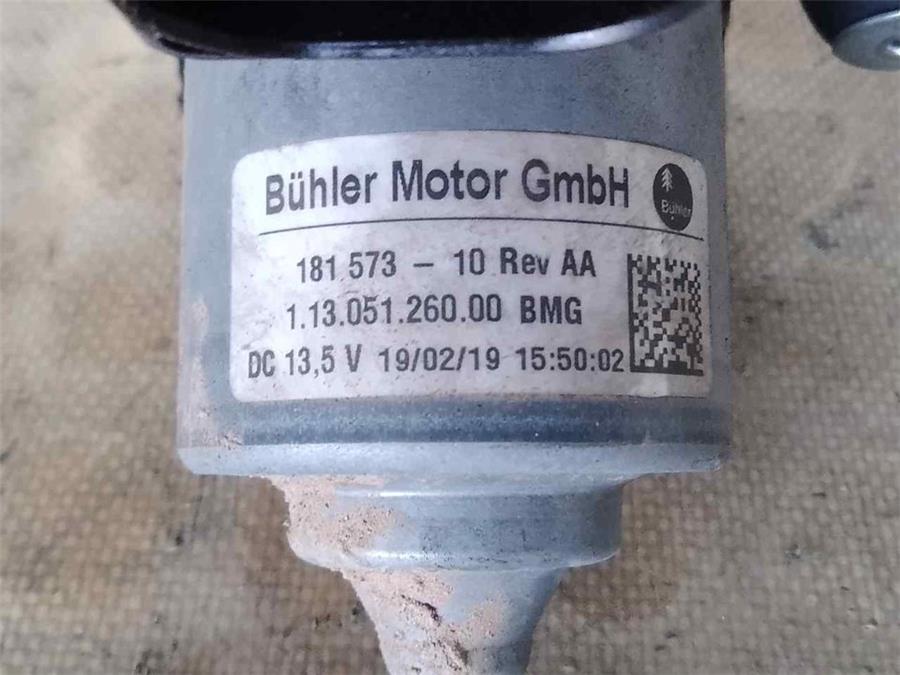 Bühler Motor GmbH
Bühler
181 573 – 10 Rev AA
1.13.051.260.00 BMG
DC 13,5 V 19/02/19 15:50:02